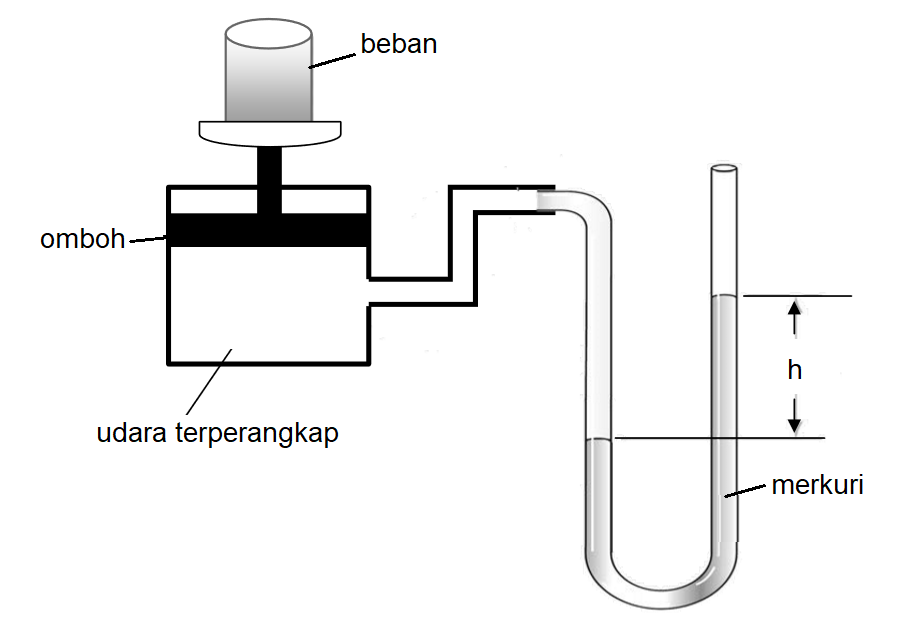 beban
omboh
udara terperangkap
h
merkuri